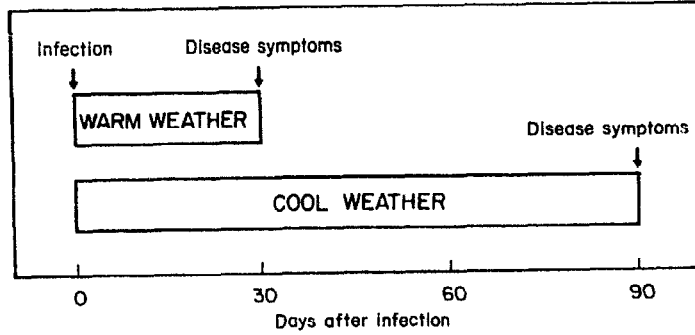 Infection Disease symptoms
WARM WEATHER
Disease symptoms
COOL WEATHER
0 30 60 90
Days after infection